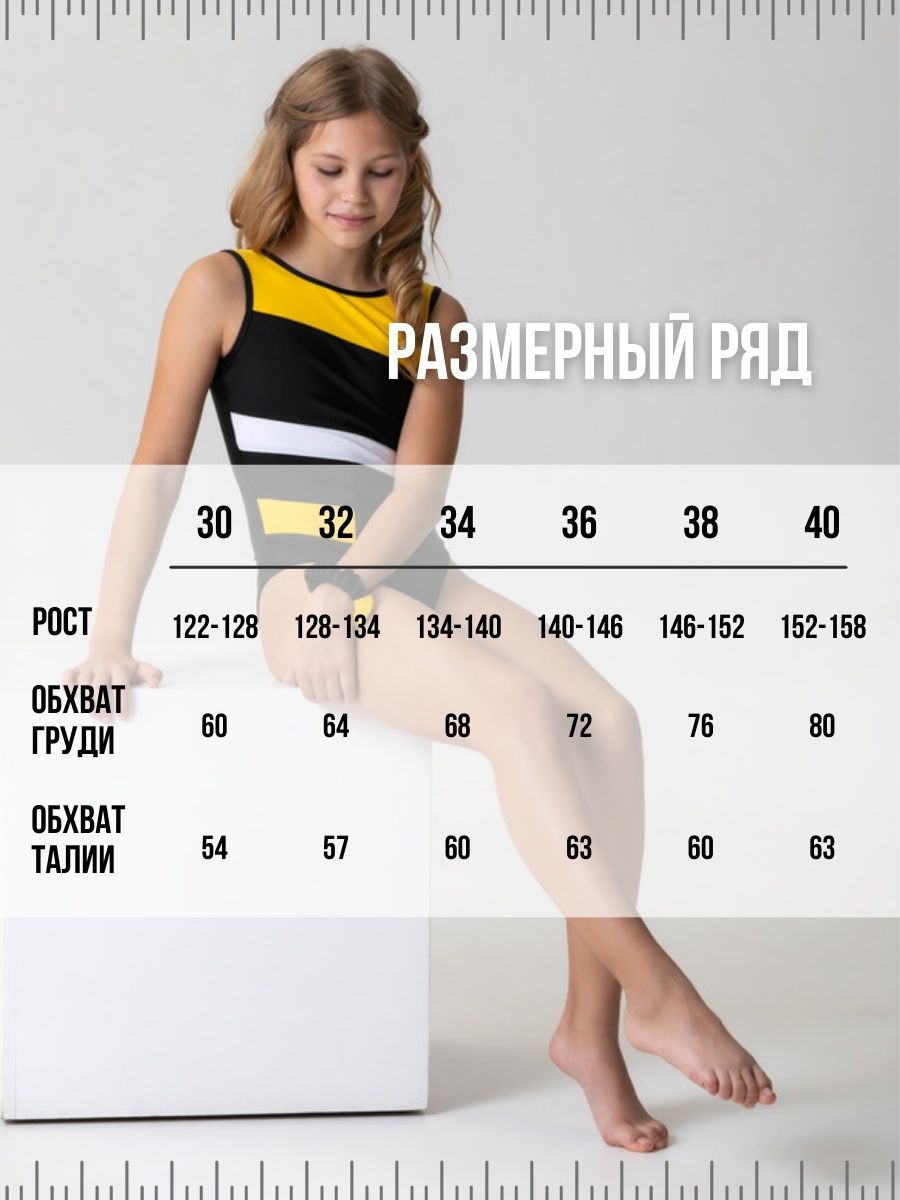 РАЗМЕРНЫЙ РЯД
30 32 34 36 38 40
РОСТ 122-128 128-134 134-140 140-146 146-152 152-158
ОБХВАТ
ГРУДИ 60 64 68 72 76 80
ОБХВАТ
ТАЛИИ 54 57 60 63 60 63